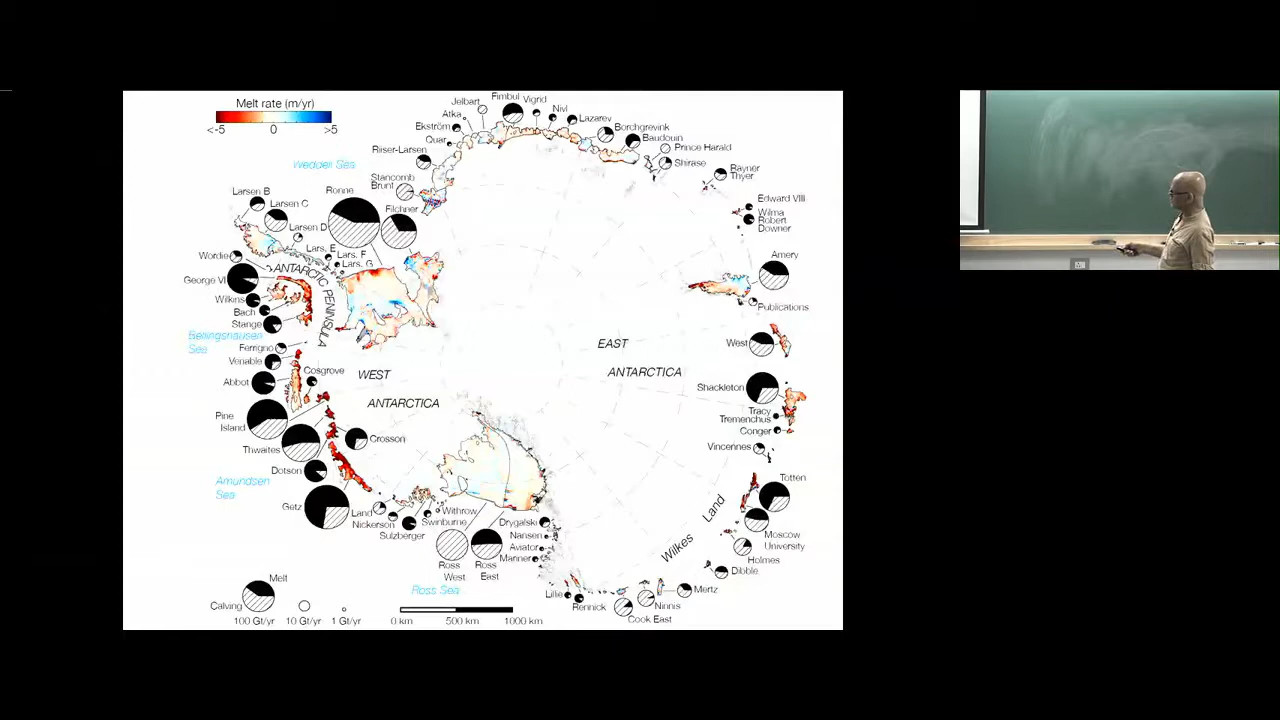 Melt rate (m/yr)
<-5 0 >5
Weddell Sea
Jelbart
Fimbul
Vigrid
Atka
Nivl
Ekström
Lazarev
Quar
Borchgrevink
Baudouin
Riiser-Larsen
Prince Harald
Shirase
Stancomb
Brunt
Rayner
Thyer
Larsen B
Ronne
Larsen C
Filchner
Edward VIII
Wilma
Robert
Downer
Larsen D
Lars. E
Lars. F
Lars. G
Wordie
ANTARCTIC PENINSULA
George VI
Amery
Wilkins
Bach
Stange
Publications
Bellingshausen
Sea
Ferrigno
Venable
West
EAST
ANTARCTICA
Cosgrove
Abbot
WEST
ANTARCTICA
Shackleton
Pine
Island
Tracy
Tremenchus
Conger
Thwaites
Crosson
Vincennes
Dotson
Amundsen
Sea
Totten
Getz
Land
Nickerson
Sulzberger
Swinburne
Withrow
Drygalski
Nansen
Aviator
Mariner
Wilkes Land
Moscow
University
Holmes
Dibble
Ross
West
Ross
East
Ross Sea
Lillie
Rennick
Cook East
Ninnis
Mertz
Melt
Calving
100 Gt/yr 10 Gt/yr 1 Gt/yr
0 km 500 km 1000 km